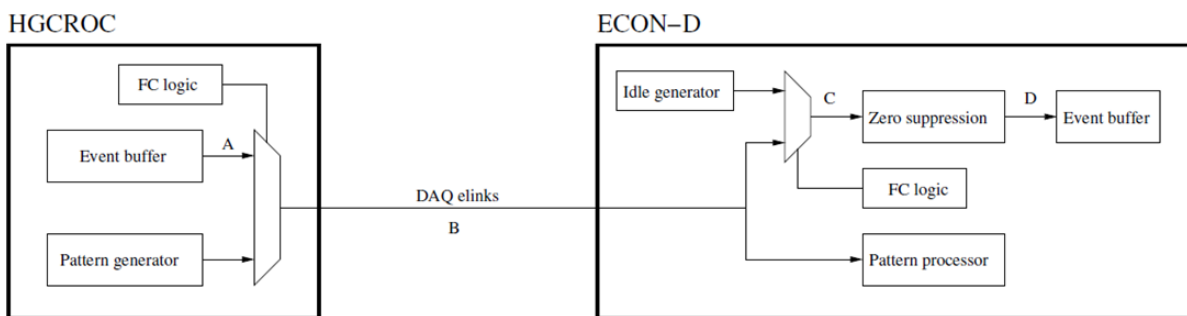 HGCROC
FC logic
Event buffer
A
Pattern generator
DAQ elinks
B
ECON–D
Idle generator
C
Zero suppression
D
Event buffer
FC logic
Pattern processor